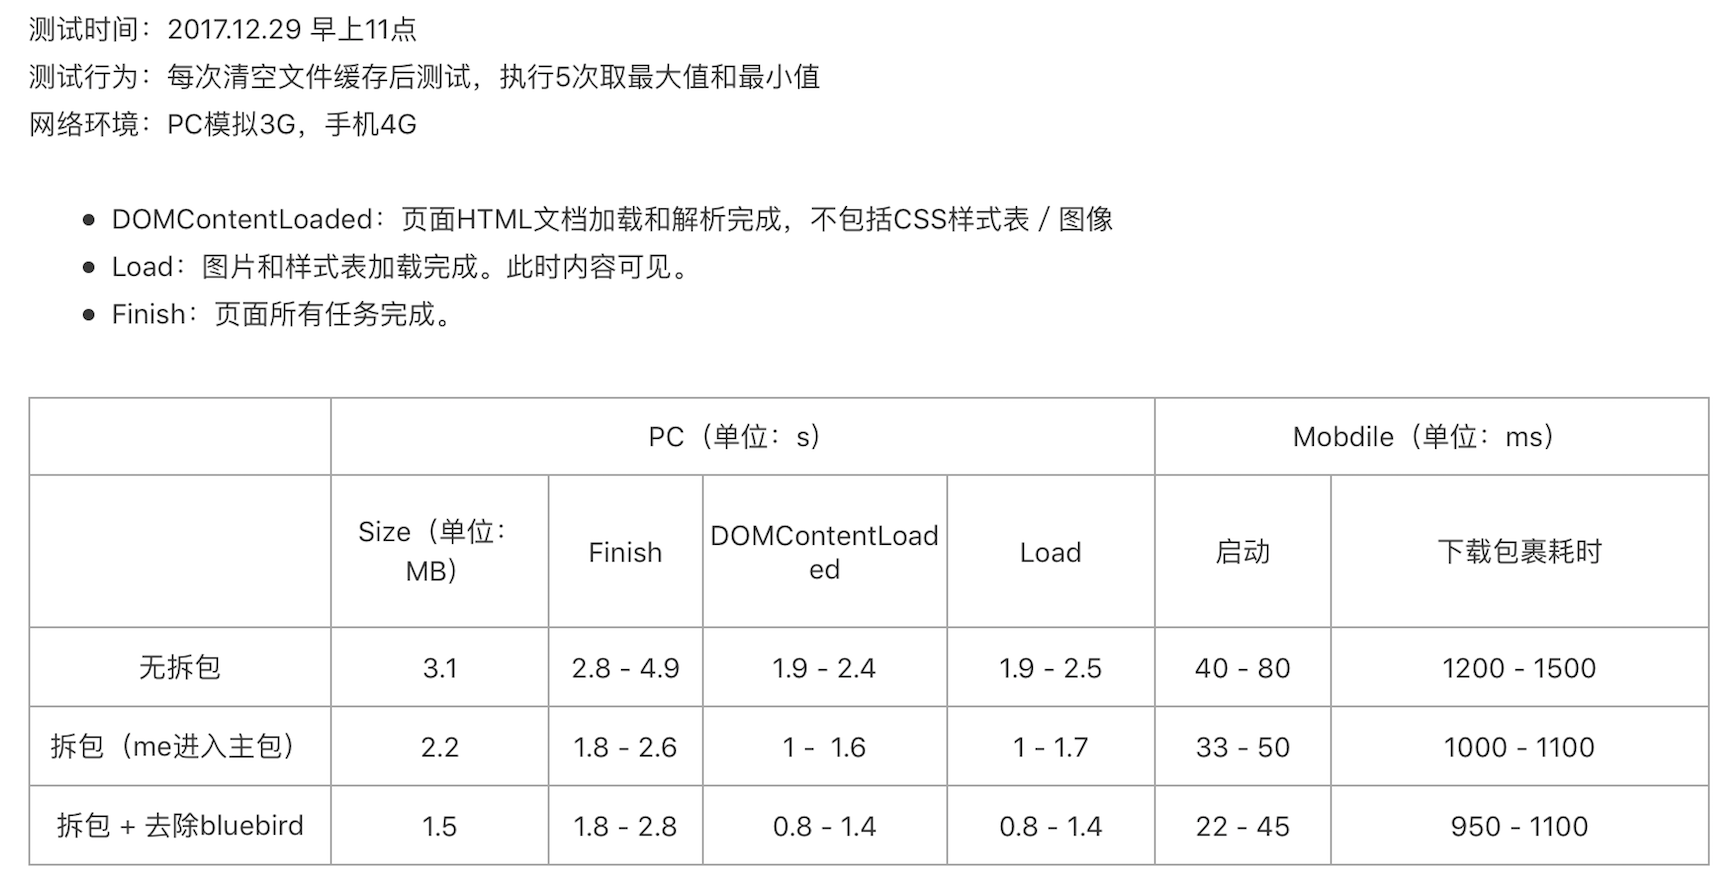 测试时间：2017.12.29 早上11点
测试行为：每次清空文件缓存后测试，执行5次取最大值和最小值
网络环境：PC模拟3G，手机4G
DOMContentLoaded：页面HTML文档加载和解析完成，不包括CSS样式表 / 图像
Load：图片和样式表加载完成。此时内容可见。
Finish：页面所有任务完成。
PC（单位：s） Mobdile（单位：ms）
Size（单位：
MB） Finish DOMContentLoad
ed Load 启动 下载包裹耗时
无拆包 3.1 2.8 - 4.9 1.9 - 2.4 1.9 - 2.5 40 - 80 1200 - 1500
拆包（me进入主包） 2.2 1.8 - 2.6 1 - 1.6 1 - 1.7 33 - 50 1000 - 1100
拆包 + 去除bluebird 1.5 1.8 - 2.8 0.8 - 1.4 0.8 - 1.4 22 - 45 950 - 1100